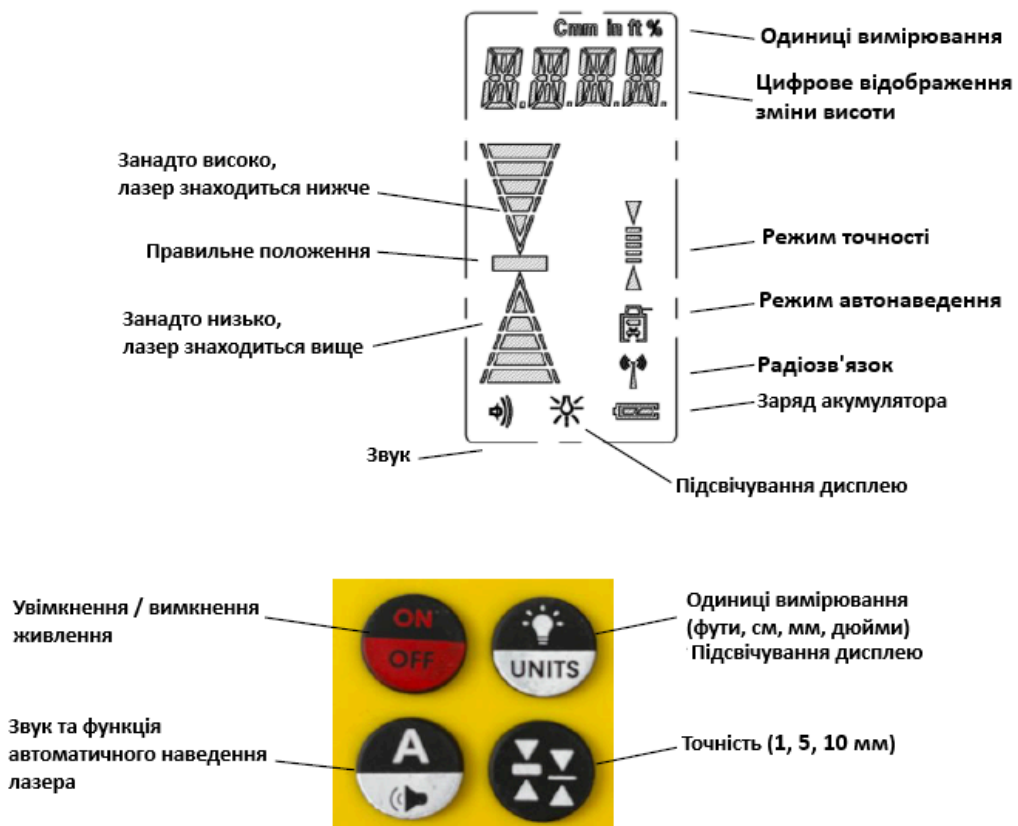 Cmm in ft %
Одиниці вимірювання
Цифрове відображення
зміни висоти
Занадто високо,
лазер знаходиться нижче
Правильне положення
Режим точності
Занадто низько,
лазер знаходиться вище
Режим автонаведення
Радіозв'язок
Заряд акумулятора
Звук
Підсвічування дисплею
Увімкнення / вимкнення
живлення
ON
OFF
UNITS
Одиниці вимірювання
(фути, см, мм, дюйми)
Підсвічування дисплею
Звук та функція
автоматичного наведення
лазера
A
Точність (1, 5, 10 мм)